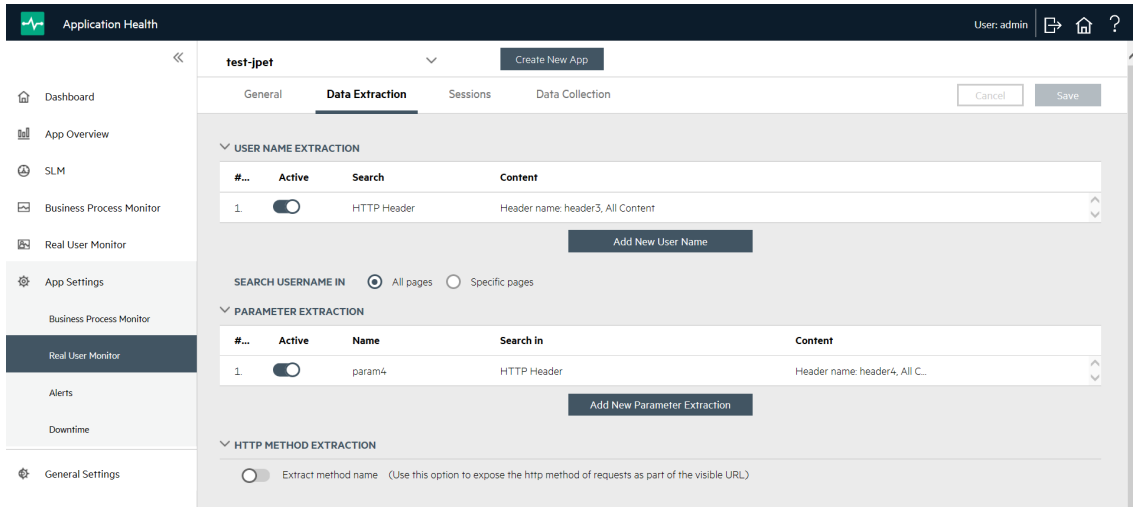 Application Health
User: admin
?
test-jpet
Create New App
General Data Extraction Sessions Data Collection
Cancel Save
Dashboard
App Overview
SLM
Business Process Monitor
Real User Monitor
App Settings
Business Process Monitor
Real User Monitor
Alerts
Downtime
General Settings
USER NAME EXTRACTION
#... Active Search Content
1. HTTP Header Header name: header3, All Content
Add New User Name
SEARCH USERNAME IN All pages Specific pages
PARAMETER EXTRACTION
#... Active Name Search in Content
1. param4 HTTP Header Header name: header4, All C...
Add New Parameter Extraction
HTTP METHOD EXTRACTION
Extract method name (Use this option to expose the http method of requests as part of the visible URL)